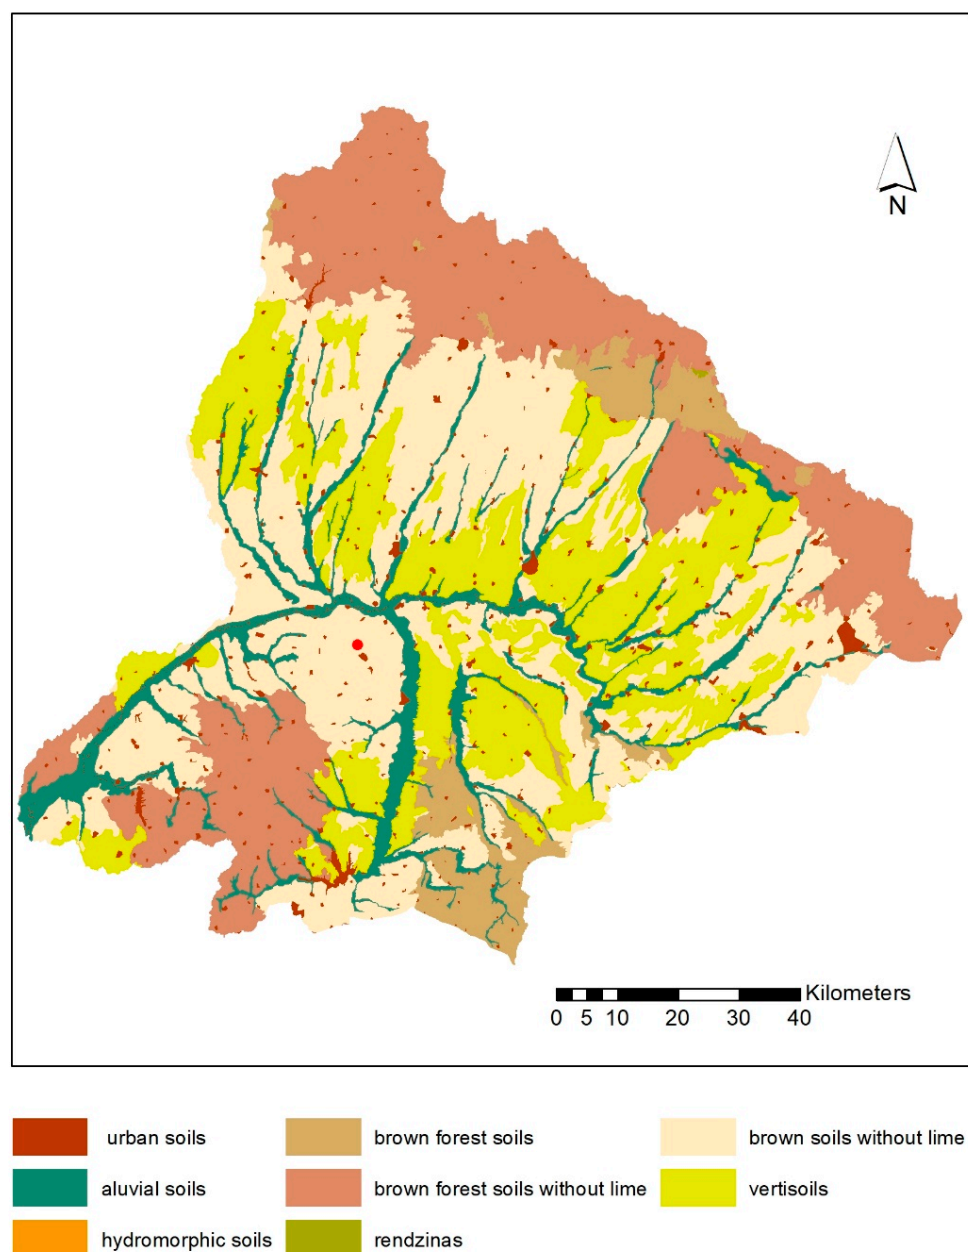 N
Kilometers
0 5 10 20 30 40
urban soils
brown forest soils
brown soils without lime
aluvial soils
brown forest soils without lime
vertisoils
hydromorphic soils
rendzinas